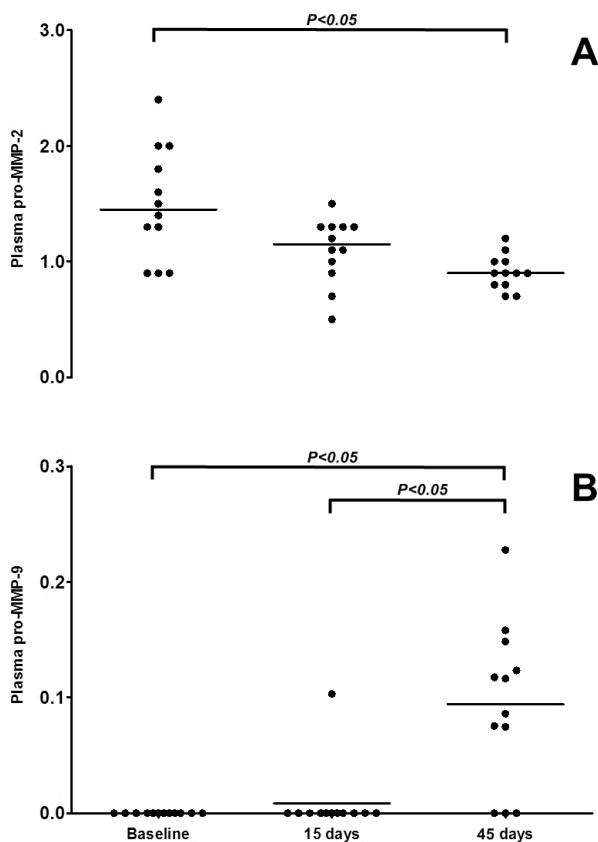 P<0.05
3.0
A
2.0
Plasma pro-MMP-2
1.0
0.0
P<0.05
0.3
P<0.05
B
0.2
Plasma pro-MMP-9
0.1
0.0
Baseline 15 days 45 days